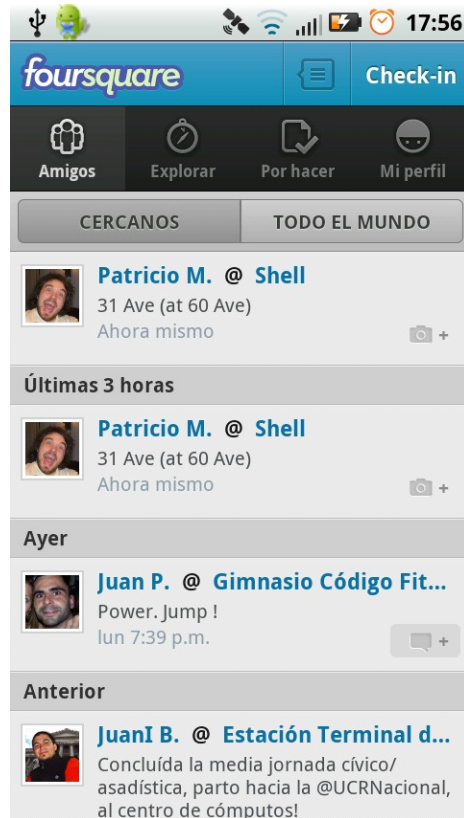 17:56
foursquare
Check-in
Amigos Explorar Por hacer Mi perfil
CERCANOS TODO EL MUNDO
Patricio M. @ Shell
31 Ave (at 60 Ave)
Ahora mismo
+
Últimas 3 horas
Patricio M. @ Shell
31 Ave (at 60 Ave)
Ahora mismo
+
Ayer
Juan P. @ Gimnasio Código Fit...
Power. Jump !
lun 7:39 p.m.
+
Anterior
JuanI B. @ Estación Terminal d...
Concluída la media jornada cívico/
asadística, parto hacia la @UCRNacional,
al centro de cómputos!